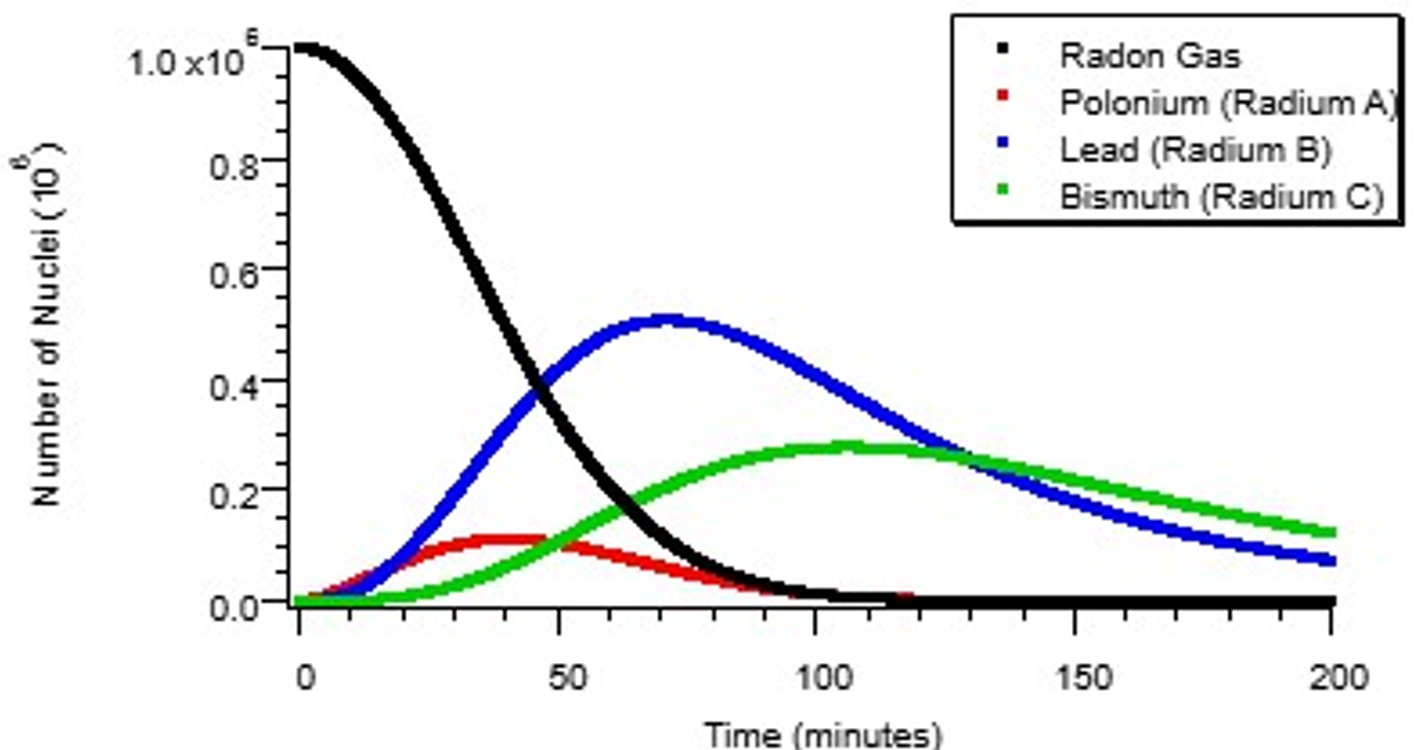 Number of Nuclei (10^6)
1.0 x10^6
0.8
0.6
0.4
0.2
0.0
0 50 100 150 200
Time (minutes)
Radon Gas
Polonium (Radium A)
Lead (Radium B)
Bismuth (Radium C)